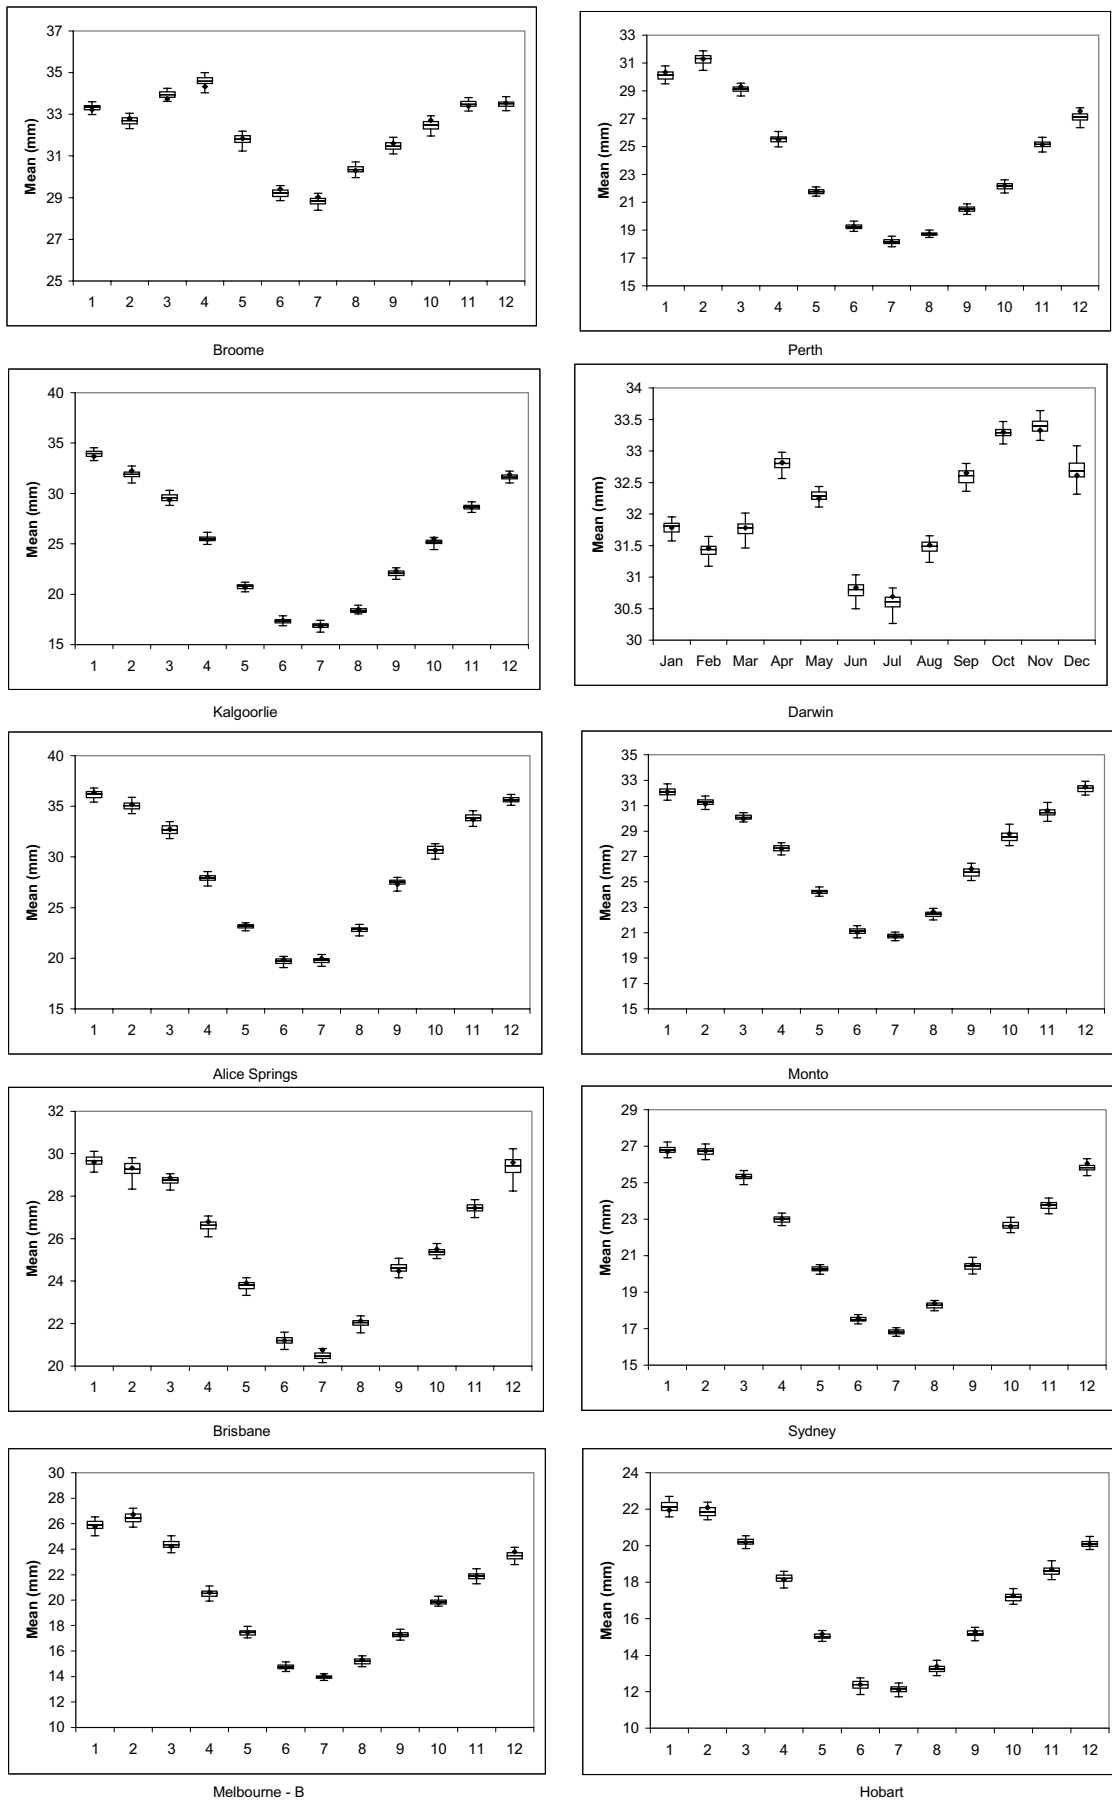 37
35
33
31
29
27
25
Mean (mm)
1 2 3 4 5 6 7 8 9 10 11 12
Broome
33
31
29
27
25
23
21
19
17
15
Mean (mm)
1 2 3 4 5 6 7 8 9 10 11 12
Perth
40
35
30
25
20
15
Mean (mm)
1 2 3 4 5 6 7 8 9 10 11 12
Kalgoorlie
34
33.5
33
32.5
32
31.5
31
30.5
30
Mean (mm)
Jan Feb Mar Apr May Jun Jul Aug Sep Oct Nov Dec
Darwin
40
35
30
25
20
15
Mean (mm)
1 2 3 4 5 6 7 8 9 10 11 12
Alice Springs
35
33
31
29
27
25
23
21
19
17
15
Mean (mm)
1 2 3 4 5 6 7 8 9 10 11 12
Monto
32
30
28
26
24
22
20
Mean (mm)
1 2 3 4 5 6 7 8 9 10 11 12
Brisbane
29
27
25
23
21
19
17
15
Mean (mm)
1 2 3 4 5 6 7 8 9 10 11 12
Sydney
30
28
26
24
22
20
18
16
14
12
10
Mean (mm)
1 2 3 4 5 6 7 8 9 10 11 12
Melbourne - B
24
22
20
18
16
14
12
10
Mean (mm)
1 2 3 4 5 6 7 8 9 10 11 12
Hobart